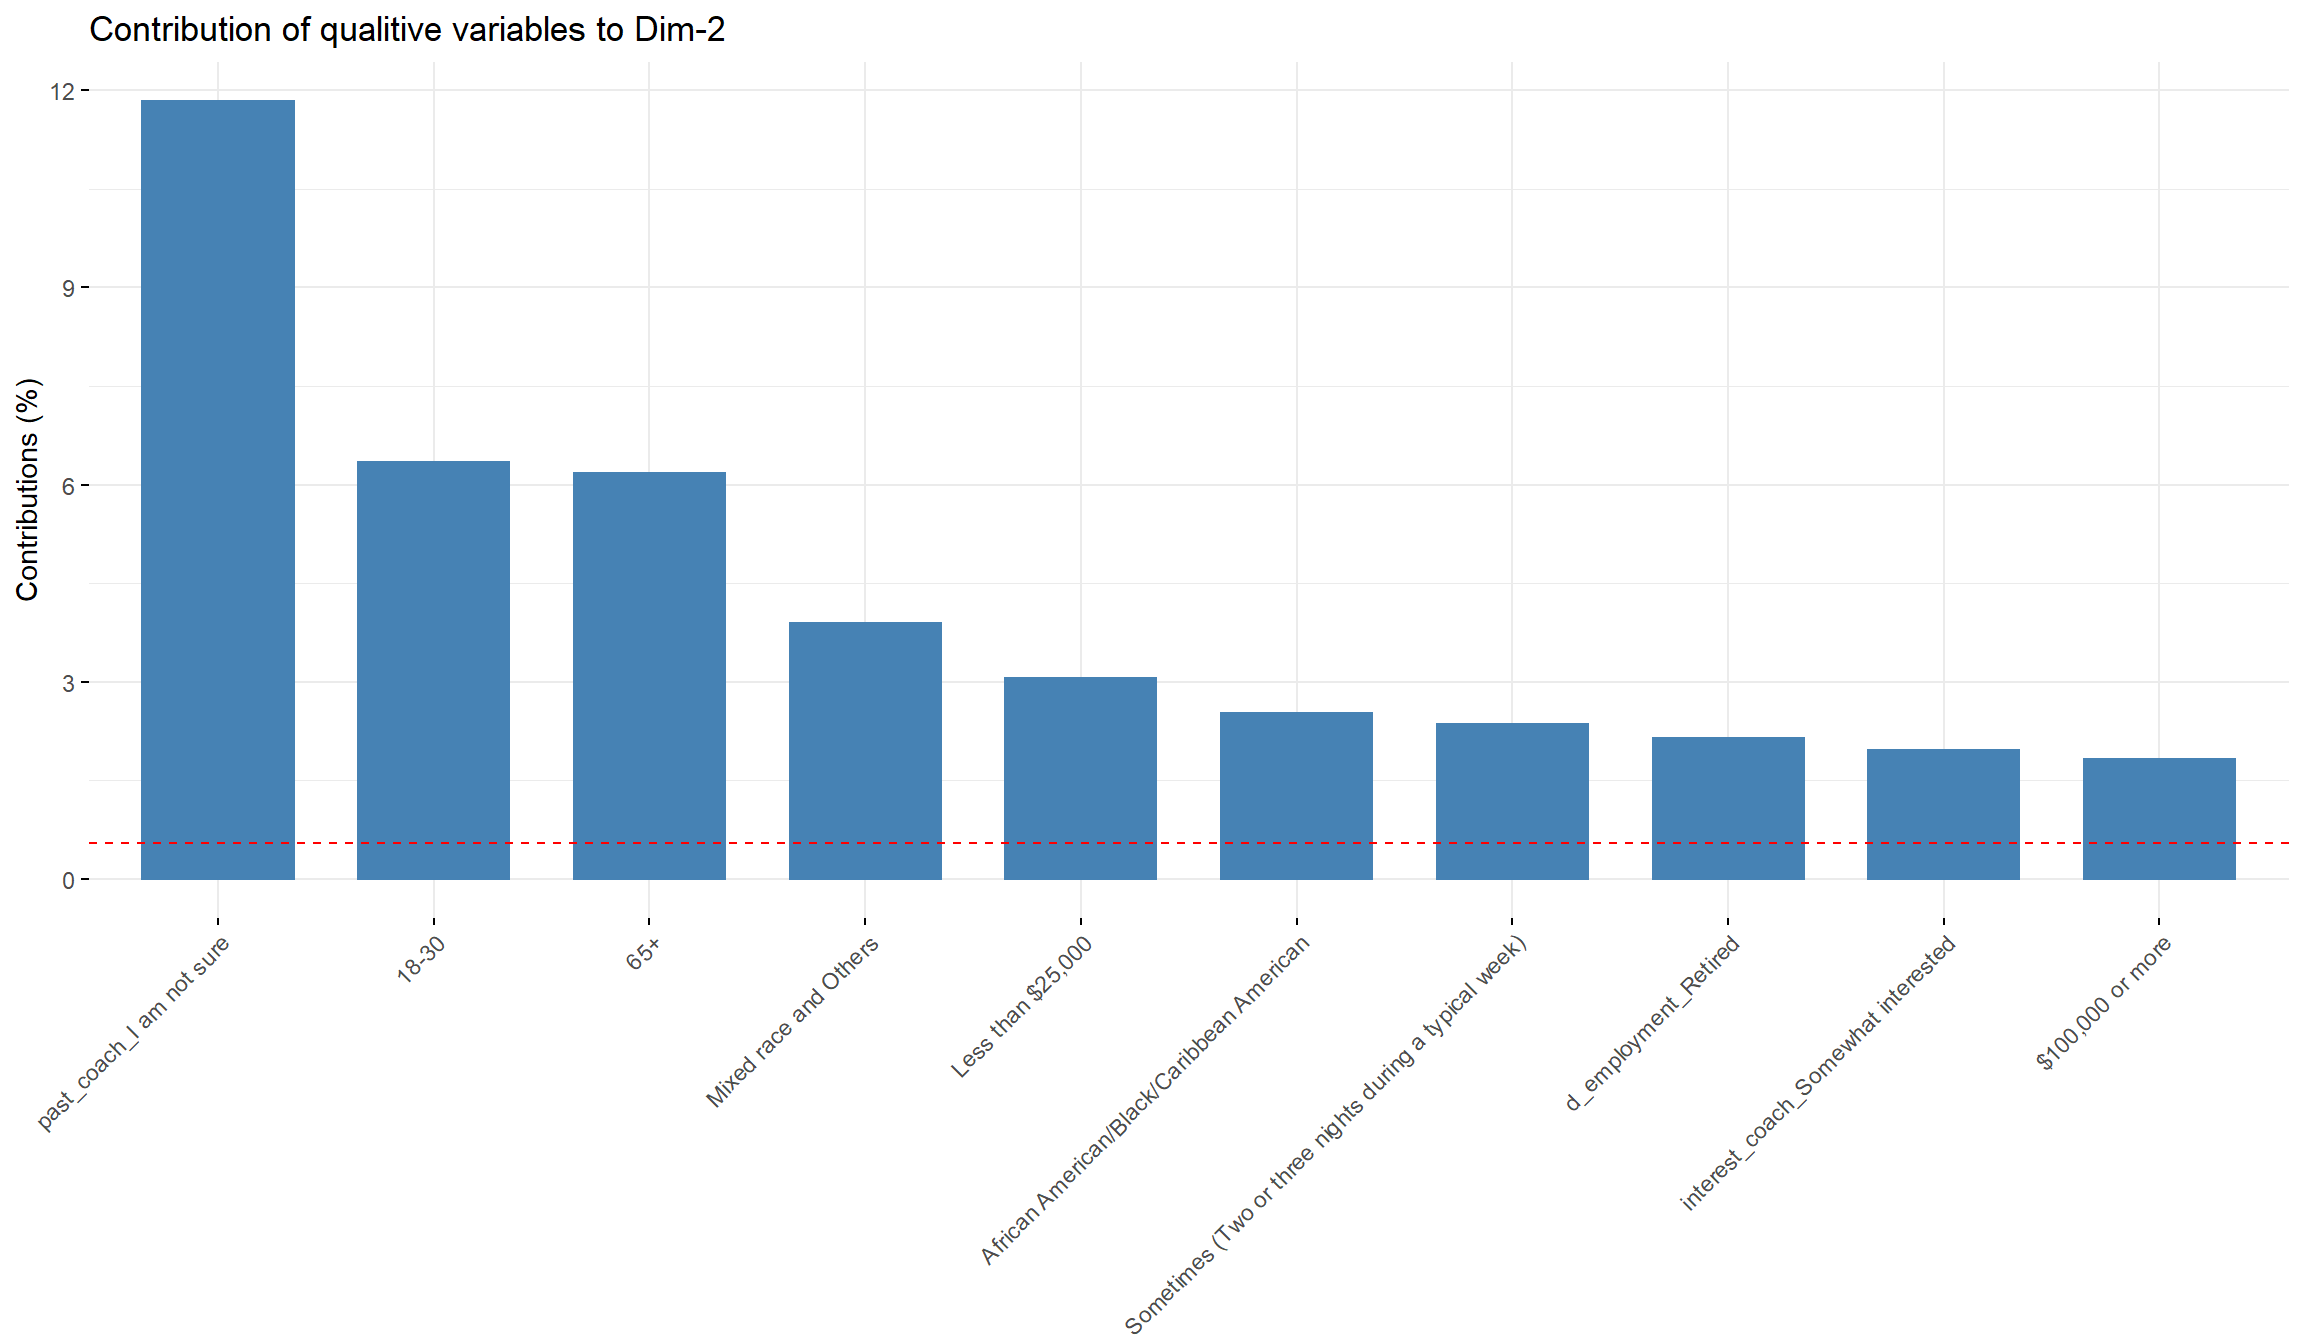 Contribution of qualitive variables to Dim-2
Contributions (%)
12
9
6
3
0
past_coach_I am not sure
18-30
65+
Mixed race and Others
Less than $25,000
African American/Black/Caribbean American
Sometimes (Two or three nights during a typical week)
d_employment_Retired
interest_coach_Somewhat interested
$100,000 or more